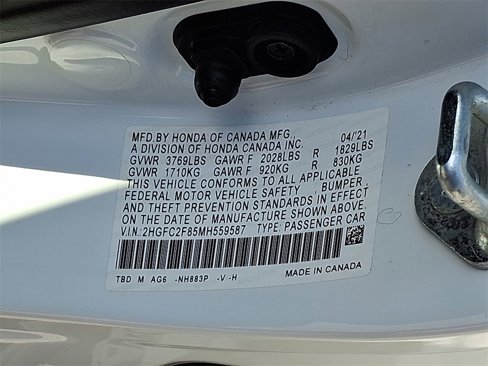 MFD.BY HONDA OF CANADA MFG., 04/'21
A DIVISION OF HONDA CANADA INC.
GVWR 3769LBS GAWR F 2028LBS R 1829LBS
GVWR 1710KG GAWR F 920KG R 830KG
THIS VEHICLE CONFORMS TO ALL APPLICABLE
FEDERAL MOTOR VEHICLE SAFETY , BUMPER,
AND THEFT PREVENTION STANDARDS IN EFFECT
ON THE DATE OF MANUFACTURE SHOWN ABOVE.
V.I.N.:2HGFC2F85MH559587 TYPE: PASSENGER CAR
TBD M AG6 -NH883P -V -H MADE IN CANADA